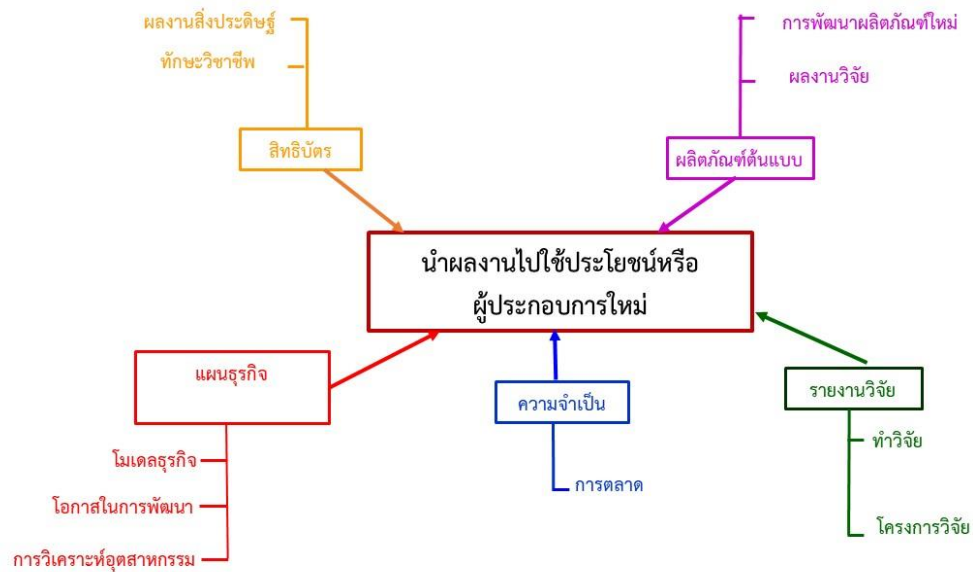 ผลงานสิ่งประดิษฐ์
ทักษะวิชาชีพ
สิทธิบัตร
การพัฒนาผลิตภัณฑ์ใหม่
ผลงานวิจัย
ผลิตภัณฑ์ต้นแบบ
นำผลงานไปใช้ประโยชน์หรือ
ผู้ประกอบการใหม่
แผนธุรกิจ
โมเดลธุรกิจ
โอกาสในการพัฒนา
การวิเคราะห์อุตสาหกรรม
ความจำเป็น
การตลาด
รายงานวิจัย
ทำวิจัย
โครงการวิจัย